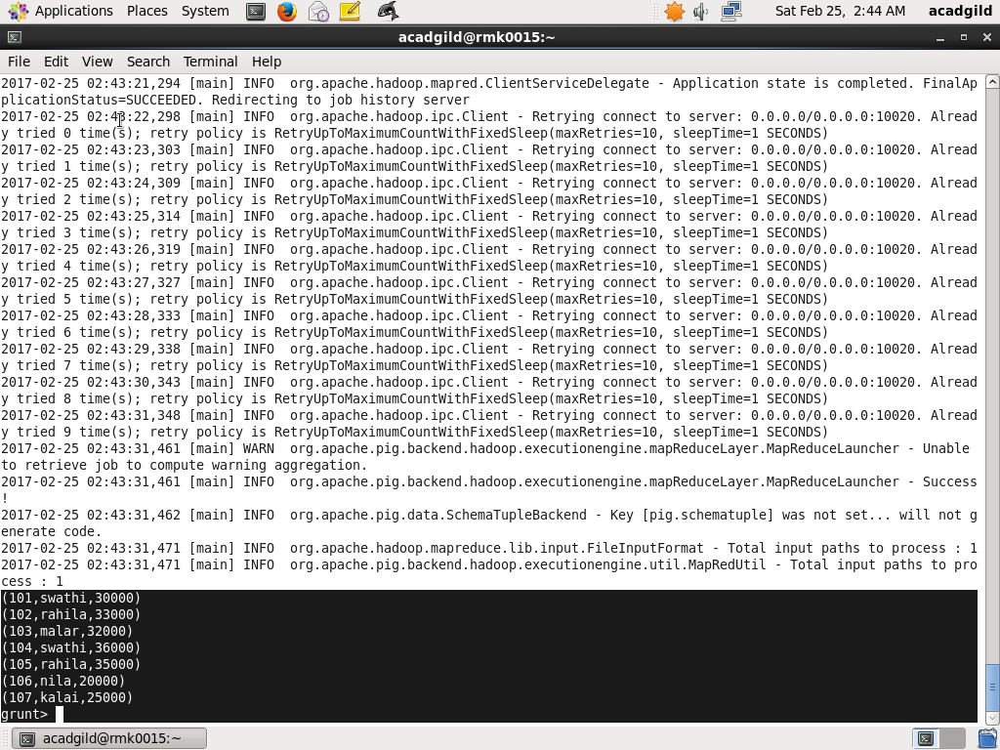 Applications Places System Sat Feb 25, 2:44 AM acadgild
acadgild@rmk0015:~
File Edit View Search Terminal Help
2017-02-25 02:43:21,294 [main] INFO  org.apache.hadoop.mapred.ClientServiceDelegate - Application state is completed. FinalAp
plicationStatus=SUCCEEDED. Redirecting to job history server
2017-02-25 02:43:22,298 [main] INFO  org.apache.hadoop.ipc.Client - Retrying connect to server: 0.0.0.0/0.0.0.0:10020. Alread
y tried 0 time(s); retry policy is RetryUpToMaximumCountWithFixedSleep(maxRetries=10, sleepTime=1 SECONDS)
2017-02-25 02:43:23,303 [main] INFO  org.apache.hadoop.ipc.Client - Retrying connect to server: 0.0.0.0/0.0.0.0:10020. Alread
y tried 1 time(s); retry policy is RetryUpToMaximumCountWithFixedSleep(maxRetries=10, sleepTime=1 SECONDS)
2017-02-25 02:43:24,309 [main] INFO  org.apache.hadoop.ipc.Client - Retrying connect to server: 0.0.0.0/0.0.0.0:10020. Alread
y tried 2 time(s); retry policy is RetryUpToMaximumCountWithFixedSleep(maxRetries=10, sleepTime=1 SECONDS)
2017-02-25 02:43:25,314 [main] INFO  org.apache.hadoop.ipc.Client - Retrying connect to server: 0.0.0.0/0.0.0.0:10020. Alread
y tried 3 time(s); retry policy is RetryUpToMaximumCountWithFixedSleep(maxRetries=10, sleepTime=1 SECONDS)
2017-02-25 02:43:26,319 [main] INFO  org.apache.hadoop.ipc.Client - Retrying connect to server: 0.0.0.0/0.0.0.0:10020. Alread
y tried 4 time(s); retry policy is RetryUpToMaximumCountWithFixedSleep(maxRetries=10, sleepTime=1 SECONDS)
2017-02-25 02:43:27,327 [main] INFO  org.apache.hadoop.ipc.Client - Retrying connect to server: 0.0.0.0/0.0.0.0:10020. Alread
y tried 5 time(s); retry policy is RetryUpToMaximumCountWithFixedSleep(maxRetries=10, sleepTime=1 SECONDS)
2017-02-25 02:43:28,333 [main] INFO  org.apache.hadoop.ipc.Client - Retrying connect to server: 0.0.0.0/0.0.0.0:10020. Alread
y tried 6 time(s); retry policy is RetryUpToMaximumCountWithFixedSleep(maxRetries=10, sleepTime=1 SECONDS)
2017-02-25 02:43:29,338 [main] INFO  org.apache.hadoop.ipc.Client - Retrying connect to server: 0.0.0.0/0.0.0.0:10020. Alread
y tried 7 time(s); retry policy is RetryUpToMaximumCountWithFixedSleep(maxRetries=10, sleepTime=1 SECONDS)
2017-02-25 02:43:30,343 [main] INFO  org.apache.hadoop.ipc.Client - Retrying connect to server: 0.0.0.0/0.0.0.0:10020. Alread
y tried 8 time(s); retry policy is RetryUpToMaximumCountWithFixedSleep(maxRetries=10, sleepTime=1 SECONDS)
2017-02-25 02:43:31,348 [main] INFO  org.apache.hadoop.ipc.Client - Retrying connect to server: 0.0.0.0/0.0.0.0:10020. Alread
y tried 9 time(s); retry policy is RetryUpToMaximumCountWithFixedSleep(maxRetries=10, sleepTime=1 SECONDS)
2017-02-25 02:43:31,461 [main] WARN  org.apache.pig.backend.hadoop.executionengine.mapReduceLayer.MapReduceLauncher - Unable
to retrieve job to compute warning aggregation.
2017-02-25 02:43:31,461 [main] INFO  org.apache.pig.backend.hadoop.executionengine.mapReduceLayer.MapReduceLauncher - Success
!
2017-02-25 02:43:31,462 [main] INFO  org.apache.pig.data.SchemaTupleBackend - Key [pig.schematuple] was not set... will not g
enerate code.
2017-02-25 02:43:31,471 [main] INFO  org.apache.hadoop.mapreduce.lib.input.FileInputFormat - Total input paths to process : 1
2017-02-25 02:43:31,471 [main] INFO  org.apache.pig.backend.hadoop.executionengine.util.MapRedUtil - Total input paths to pro
cess : 1
(101,swathi,30000)
(102,rahila,33000)
(103,malar,32000)
(104,swathi,36000)
(105,rahila,35000)
(106,nila,20000)
(107,kalai,25000)
grunt>
acadgild@rmk0015:~